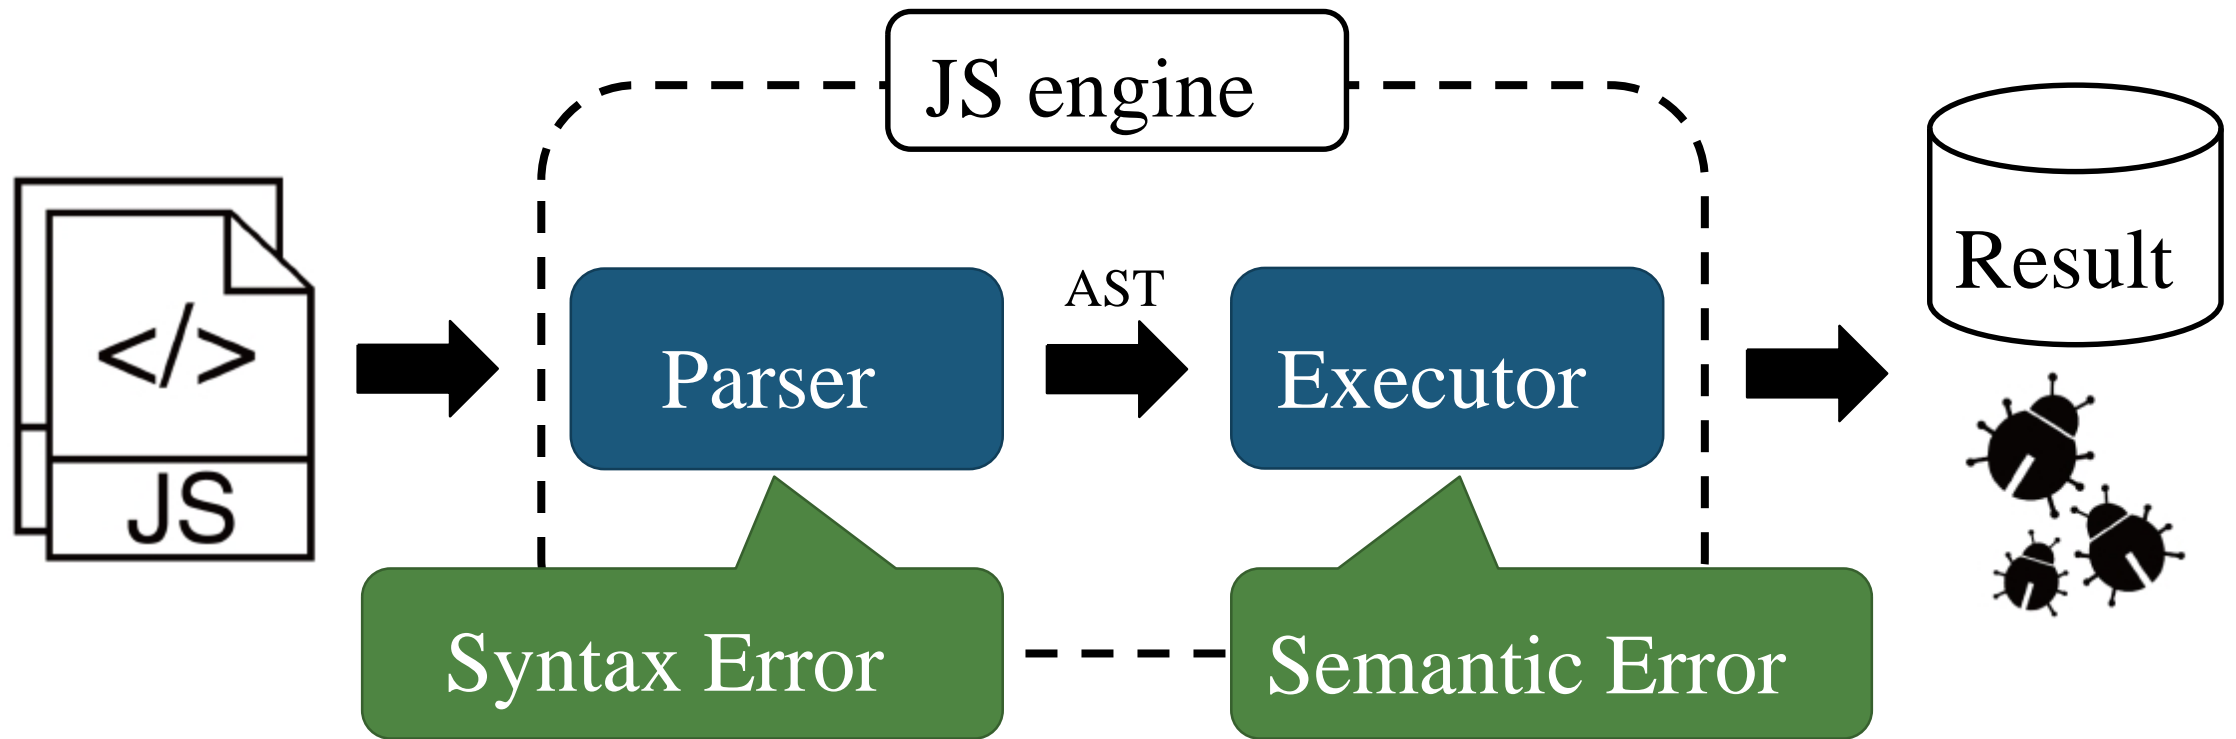 JS engine
</>
JS
Parser
AST
Executor
Result
Syntax Error
Semantic Error